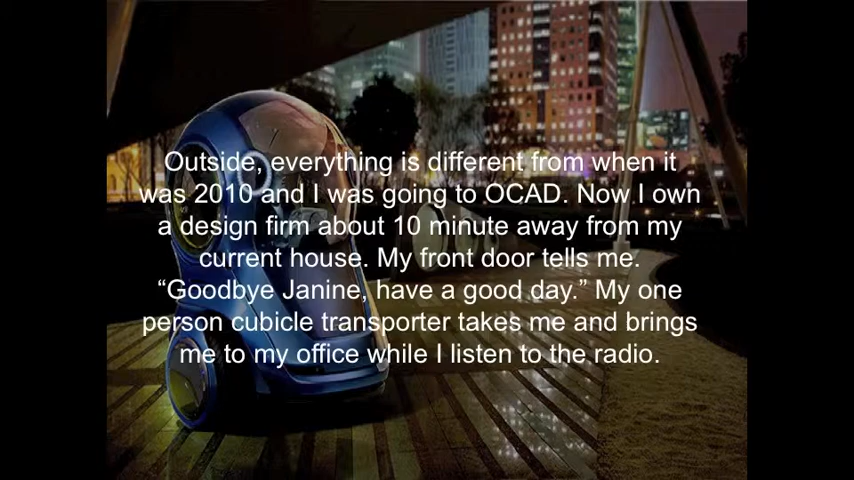 Outside, everything is different from when it
was 2010 and I was going to OCAD. Now I own
a design firm about 10 minute away from my
current house. My front door tells me.
“Goodbye Janine, have a good day.” My one
person cubicle transporter takes me and brings
me to my office while I listen to the radio.